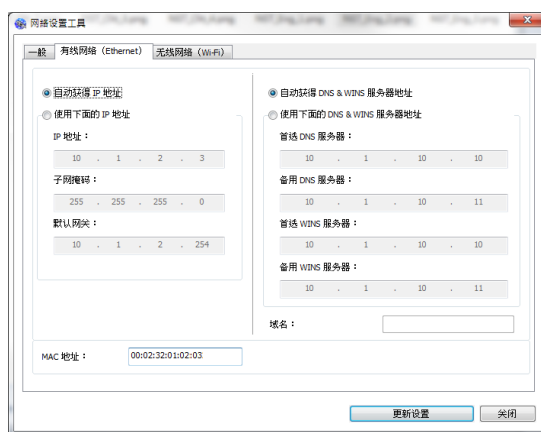 网络设置工具
一般 有线网络（Ethernet） 无线网络（Wi-Fi）
自动获得 IP 地址
使用下面的 IP 地址
IP 地址：
10 . 1 . 2 . 3
子网掩码：
255 . 255 . 255 . 0
默认网关：
10 . 1 . 2 . 254
自动获得 DNS & WINS 服务器地址
使用下面的 DNS & WINS 服务器地址
首选 DNS 服务器：
10 . 1 . 10 . 10
备用 DNS 服务器：
10 . 1 . 10 . 11
首选 WINS 服务器：
10 . 1 . 10 . 10
备用 WINS 服务器：
10 . 1 . 10 . 11
域名：
MAC 地址： 00:02:32:01:02:03
更新设置 关闭